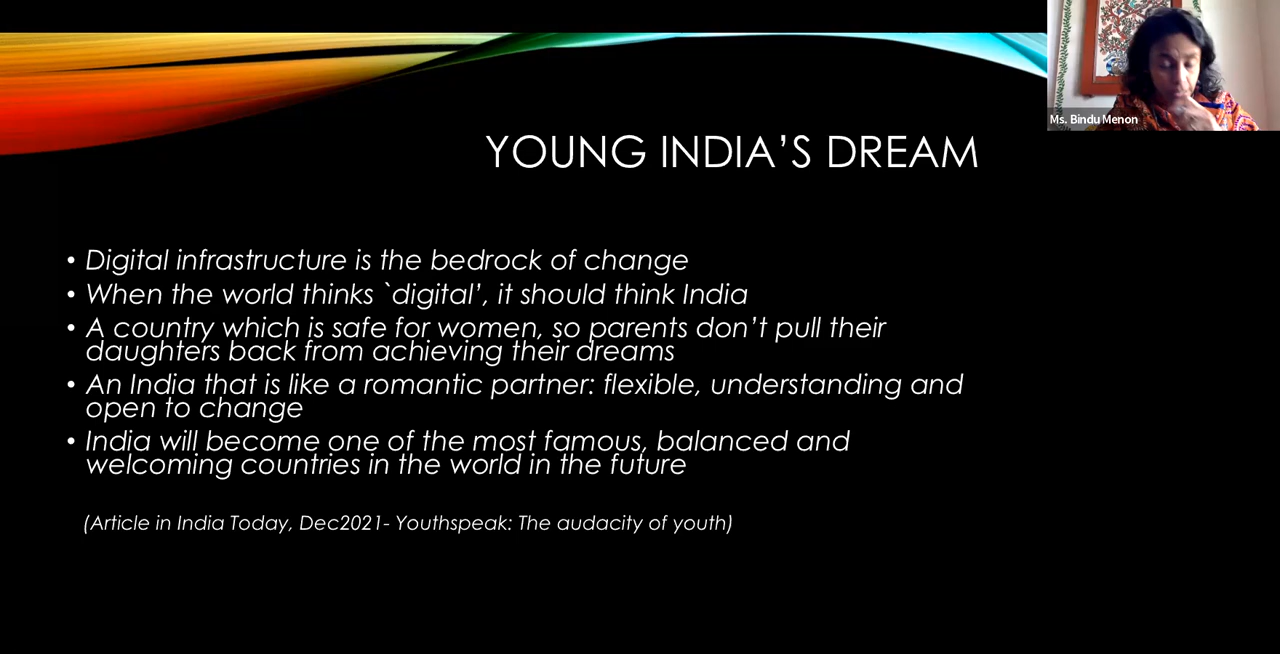 Ms. Bindu Menon
YOUNG INDIA’S DREAM
• Digital infrastructure is the bedrock of change
• When the world thinks `digital’, it should think India
• A country which is safe for women, so parents don’t pull their
daughters back from achieving their dreams
• An India that is like a romantic partner: flexible, understanding and
open to change
• India will become one of the most famous, balanced and
welcoming countries in the world in the future
(Article in India Today, Dec2021- Youthspeak: The audacity of youth)